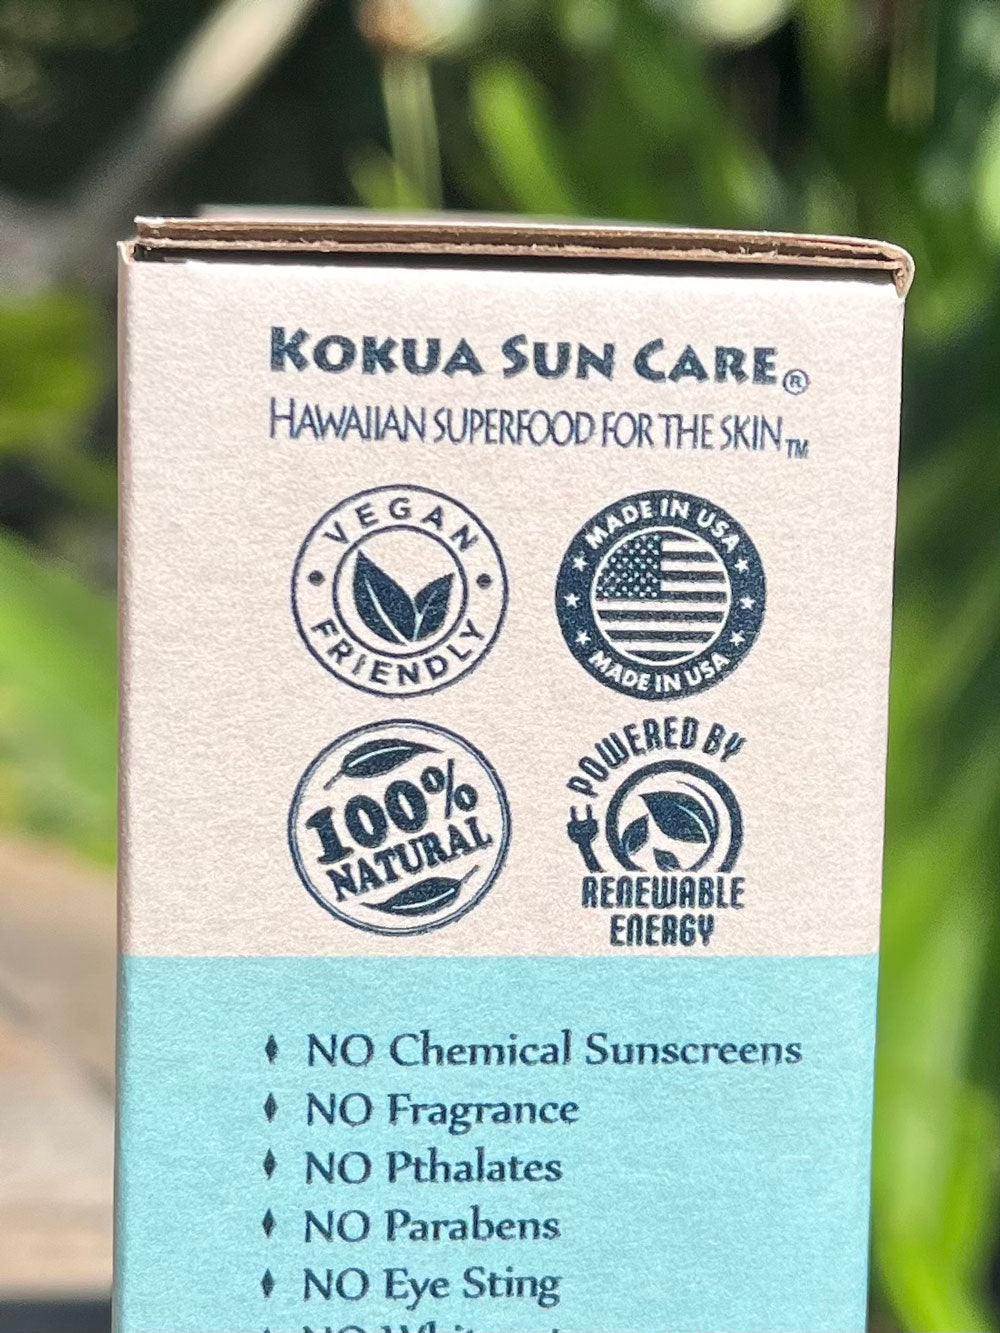 KOKUA SUN CARE®
HAWAIIAN SUPERFOOD FOR THE SKIN™
VEGAN
FRIENDLY
MADE IN USA
MADE IN USA
100%
NATURAL
POWERED BY
RENEWABLE
ENERGY
♦ NO Chemical Sunscreens
♦ NO Fragrance
♦ NO Pthalates
♦ NO Parabens
♦ NO Eye Sting
♦ NO